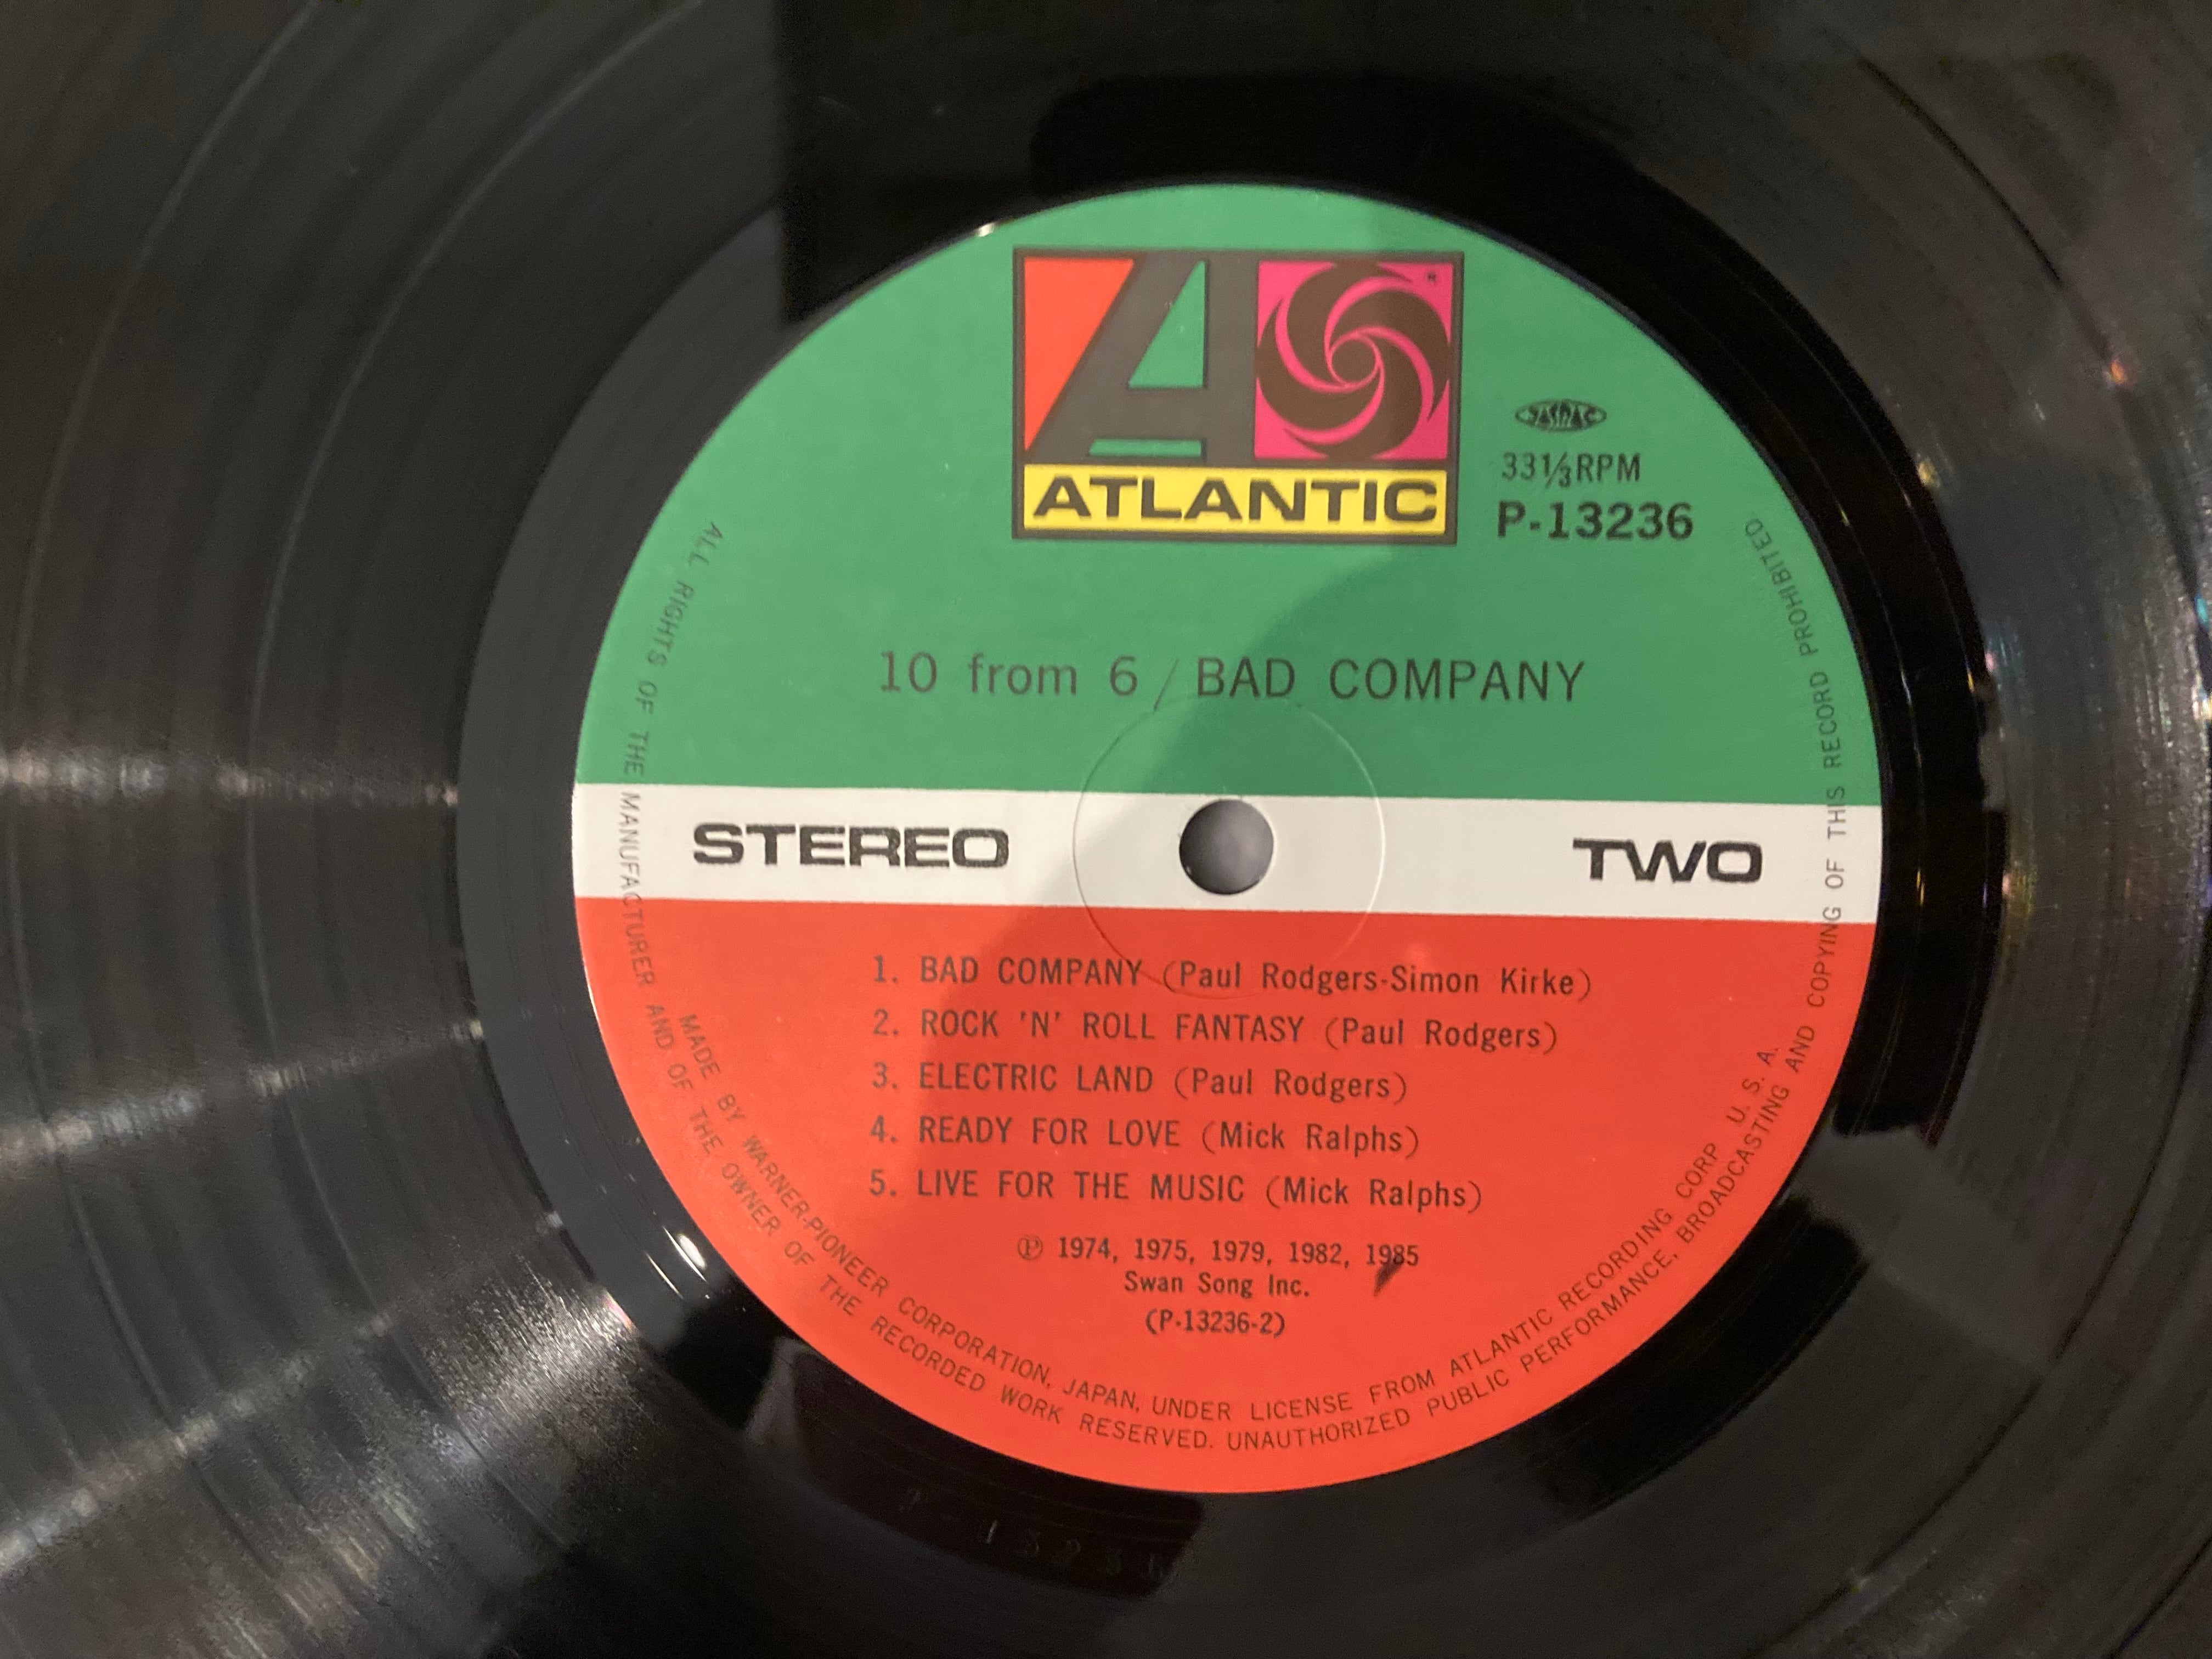 ATLANTIC
®
JASRAC
33⅓RPM
P-13236
10 from 6 / BAD COMPANY
STEREO
TWO
1. BAD COMPANY (Paul Rodgers-Simon Kirke)
2. ROCK 'N' ROLL FANTASY (Paul Rodgers)
3. ELECTRIC LAND (Paul Rodgers)
4. READY FOR LOVE (Mick Ralphs)
5. LIVE FOR THE MUSIC (Mick Ralphs)
Ⓟ 1974, 1975, 1979, 1982, 1985
Swan Song Inc.
(P-13236-2)
MADE BY WARNER-PIONEER CORPORATION, JAPAN, UNDER LICENSE FROM ATLANTIC RECORDING CORP U. S. A.
ALL RIGHTS OF THE MANUFACTURER AND OF THE OWNER OF THE RECORDED WORK RESERVED. UNAUTHORIZED PUBLIC PERFORMANCE, BROADCASTING AND COPYING OF THIS RECORD PROHIBITED.